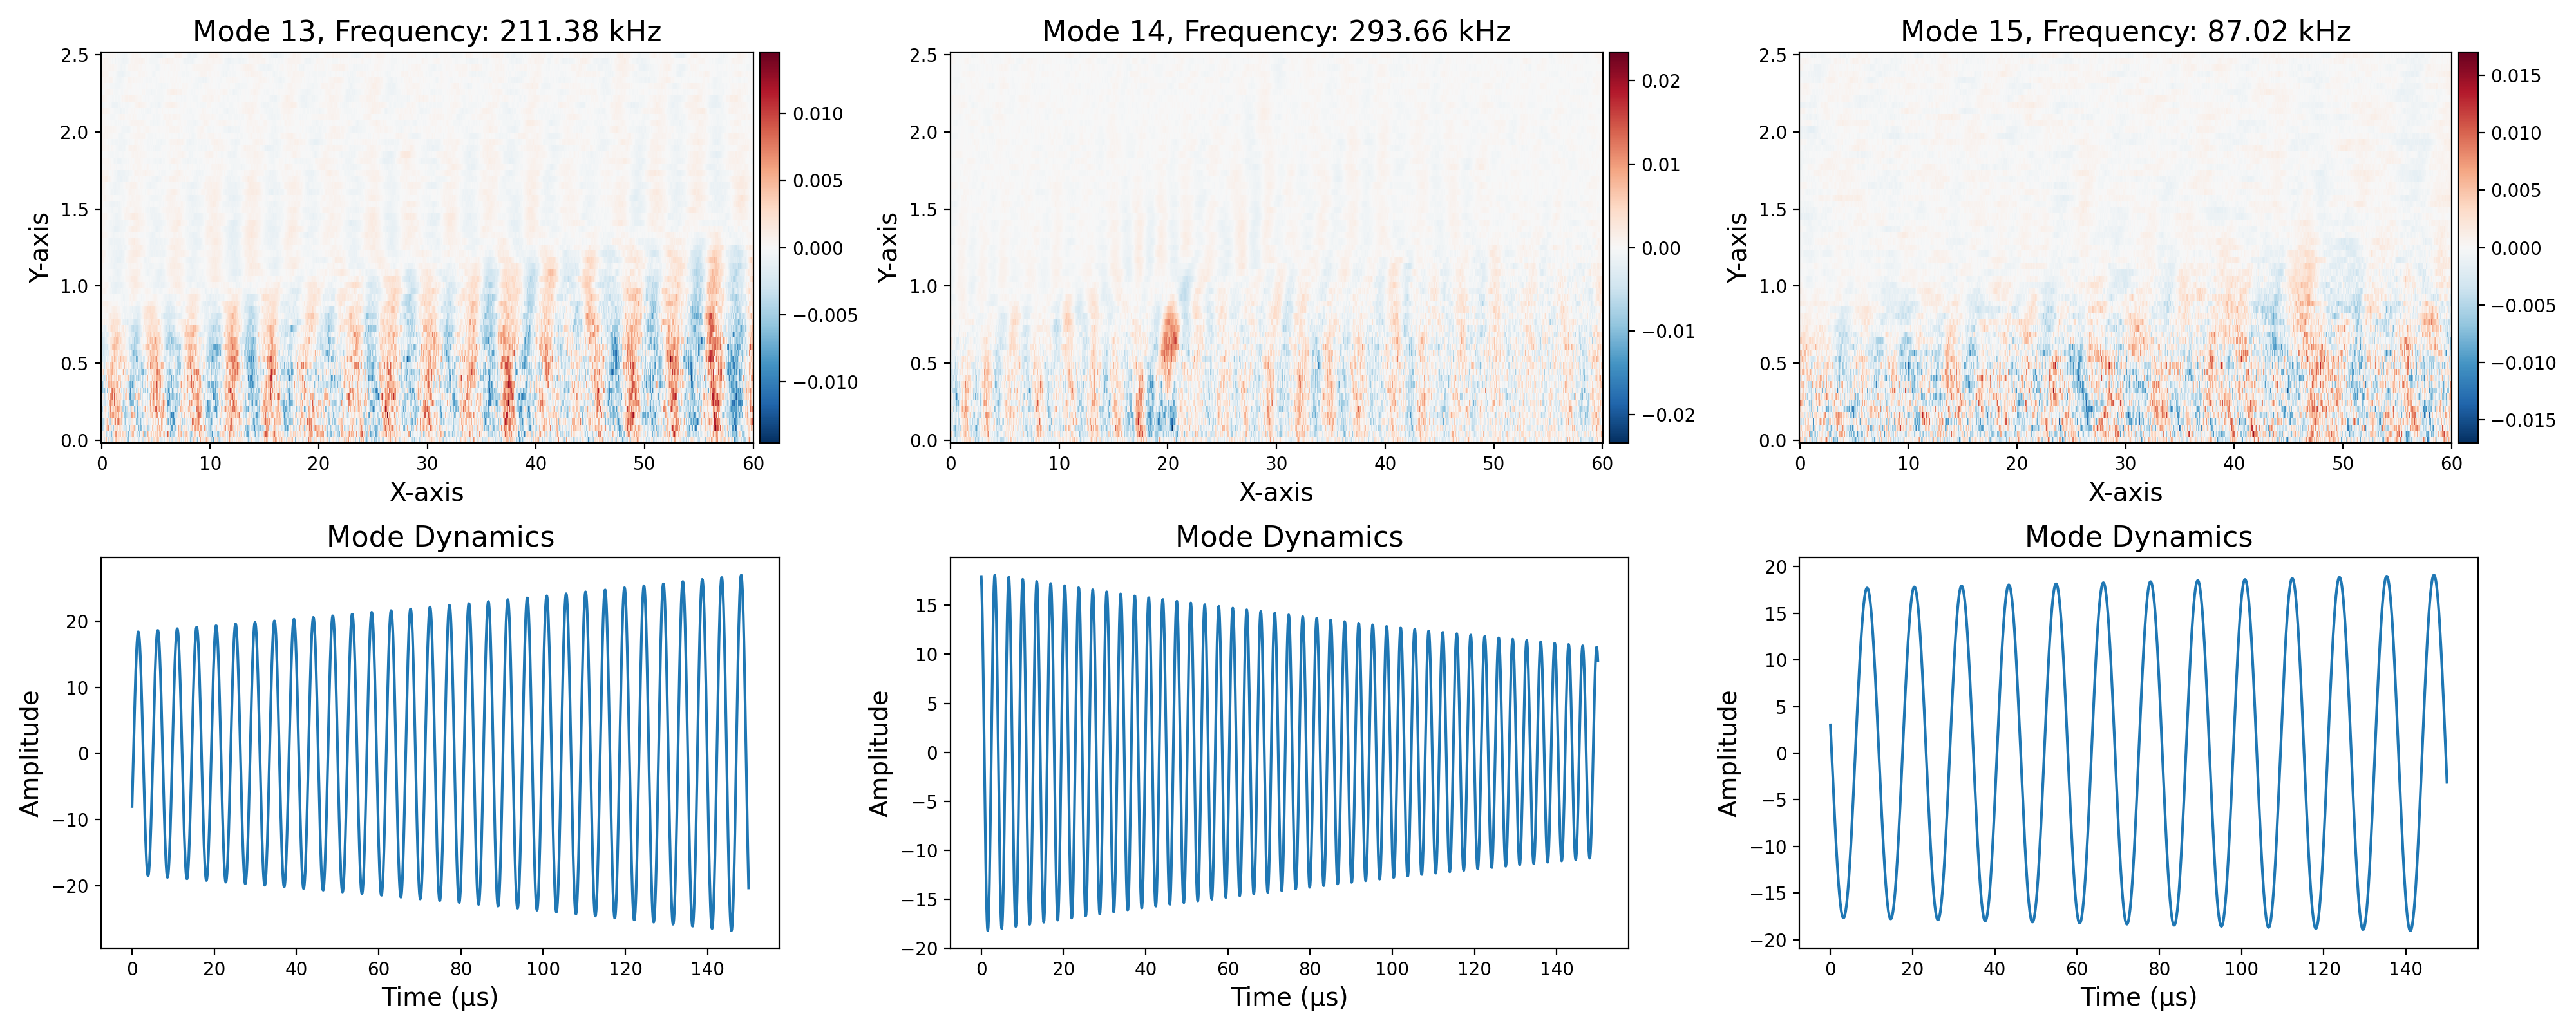 Mode 13, Frequency: 211.38 kHz
Y-axis
2.5
2.0
1.5
1.0
0.5
0.0
0 10 20 30 40 50 60
X-axis
0.010
0.005
0.000
−0.005
−0.010
Mode 14, Frequency: 293.66 kHz
Y-axis
2.5
2.0
1.5
1.0
0.5
0.0
0 10 20 30 40 50 60
X-axis
0.02
0.01
0.00
−0.01
−0.02
Mode 15, Frequency: 87.02 kHz
Y-axis
2.5
2.0
1.5
1.0
0.5
0.0
0 10 20 30 40 50 60
X-axis
0.015
0.010
0.005
0.000
−0.005
−0.010
−0.015
Mode Dynamics
Amplitude
20
10
0
−10
−20
0 20 40 60 80 100 120 140
Time (μs)
Mode Dynamics
Amplitude
15
10
5
0
−5
−10
−15
−20
0 20 40 60 80 100 120 140
Time (μs)
Mode Dynamics
Amplitude
20
15
10
5
0
−5
−10
−15
−20
0 20 40 60 80 100 120 140
Time (μs)